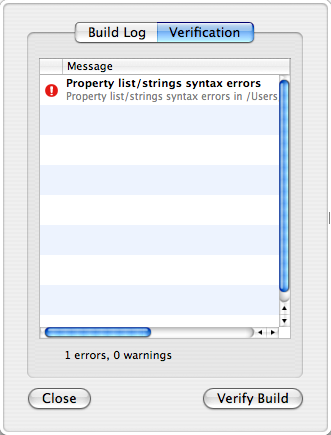 Build Log Verification
Message
Property list/strings syntax errors
Property list/strings syntax errors in /Users
1 errors, 0 warnings
Close Verify Build